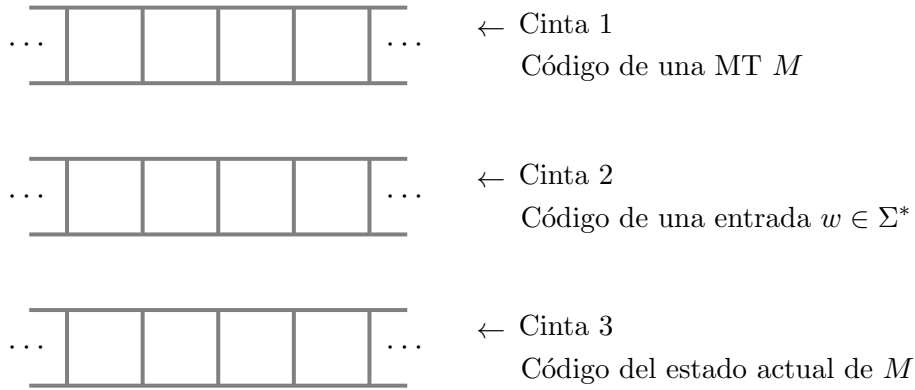 ... ... ← Cinta 1
Código de una MT M
... ... ← Cinta 2
Código de una entrada w ∈ Σ*
... ... ← Cinta 3
Código del estado actual de M